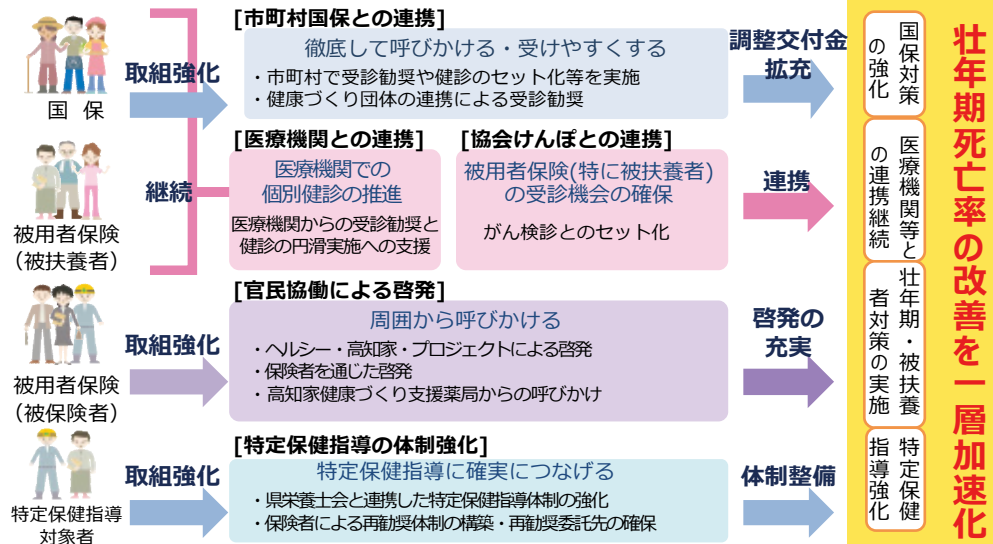 [市町村国保との連携]
徹底して呼びかける・受けやすくする
・市町村で受診勧奨や健診のセット化等を実施
・健康づくり団体の連携による受診勧奨
国 保
取組強化
調整交付金
拡充
国保対策
の強化
[医療機関との連携]
医療機関での
個別健診の推進
医療機関からの受診勧奨と
健診の円滑実施への支援
[協会けんぽとの連携]
被用者保険(特に被扶養者)
の受診機会の確保
がん検診とのセット化
被用者保険
（被扶養者）
継続
連携
医療機関等と
の連携継続
[官民協働による啓発]
周囲から呼びかける
・ヘルシー・高知家・プロジェクトによる啓発
・保険者を通じた啓発
・高知家健康づくり支援薬局からの呼びかけ
被用者保険
（被保険者）
取組強化
啓発の
充実
壮年期・被扶養
者対策の実施
[特定保健指導の体制強化]
特定保健指導に確実につなげる
・県栄養士会と連携した特定保健指導体制の強化
・保険者による再勧奨体制の構築・再勧奨委託先の確保
特定保健指導
対象者
取組強化
体制整備
特定保健
指導強化
壮年期死亡率の改善を一層加速化